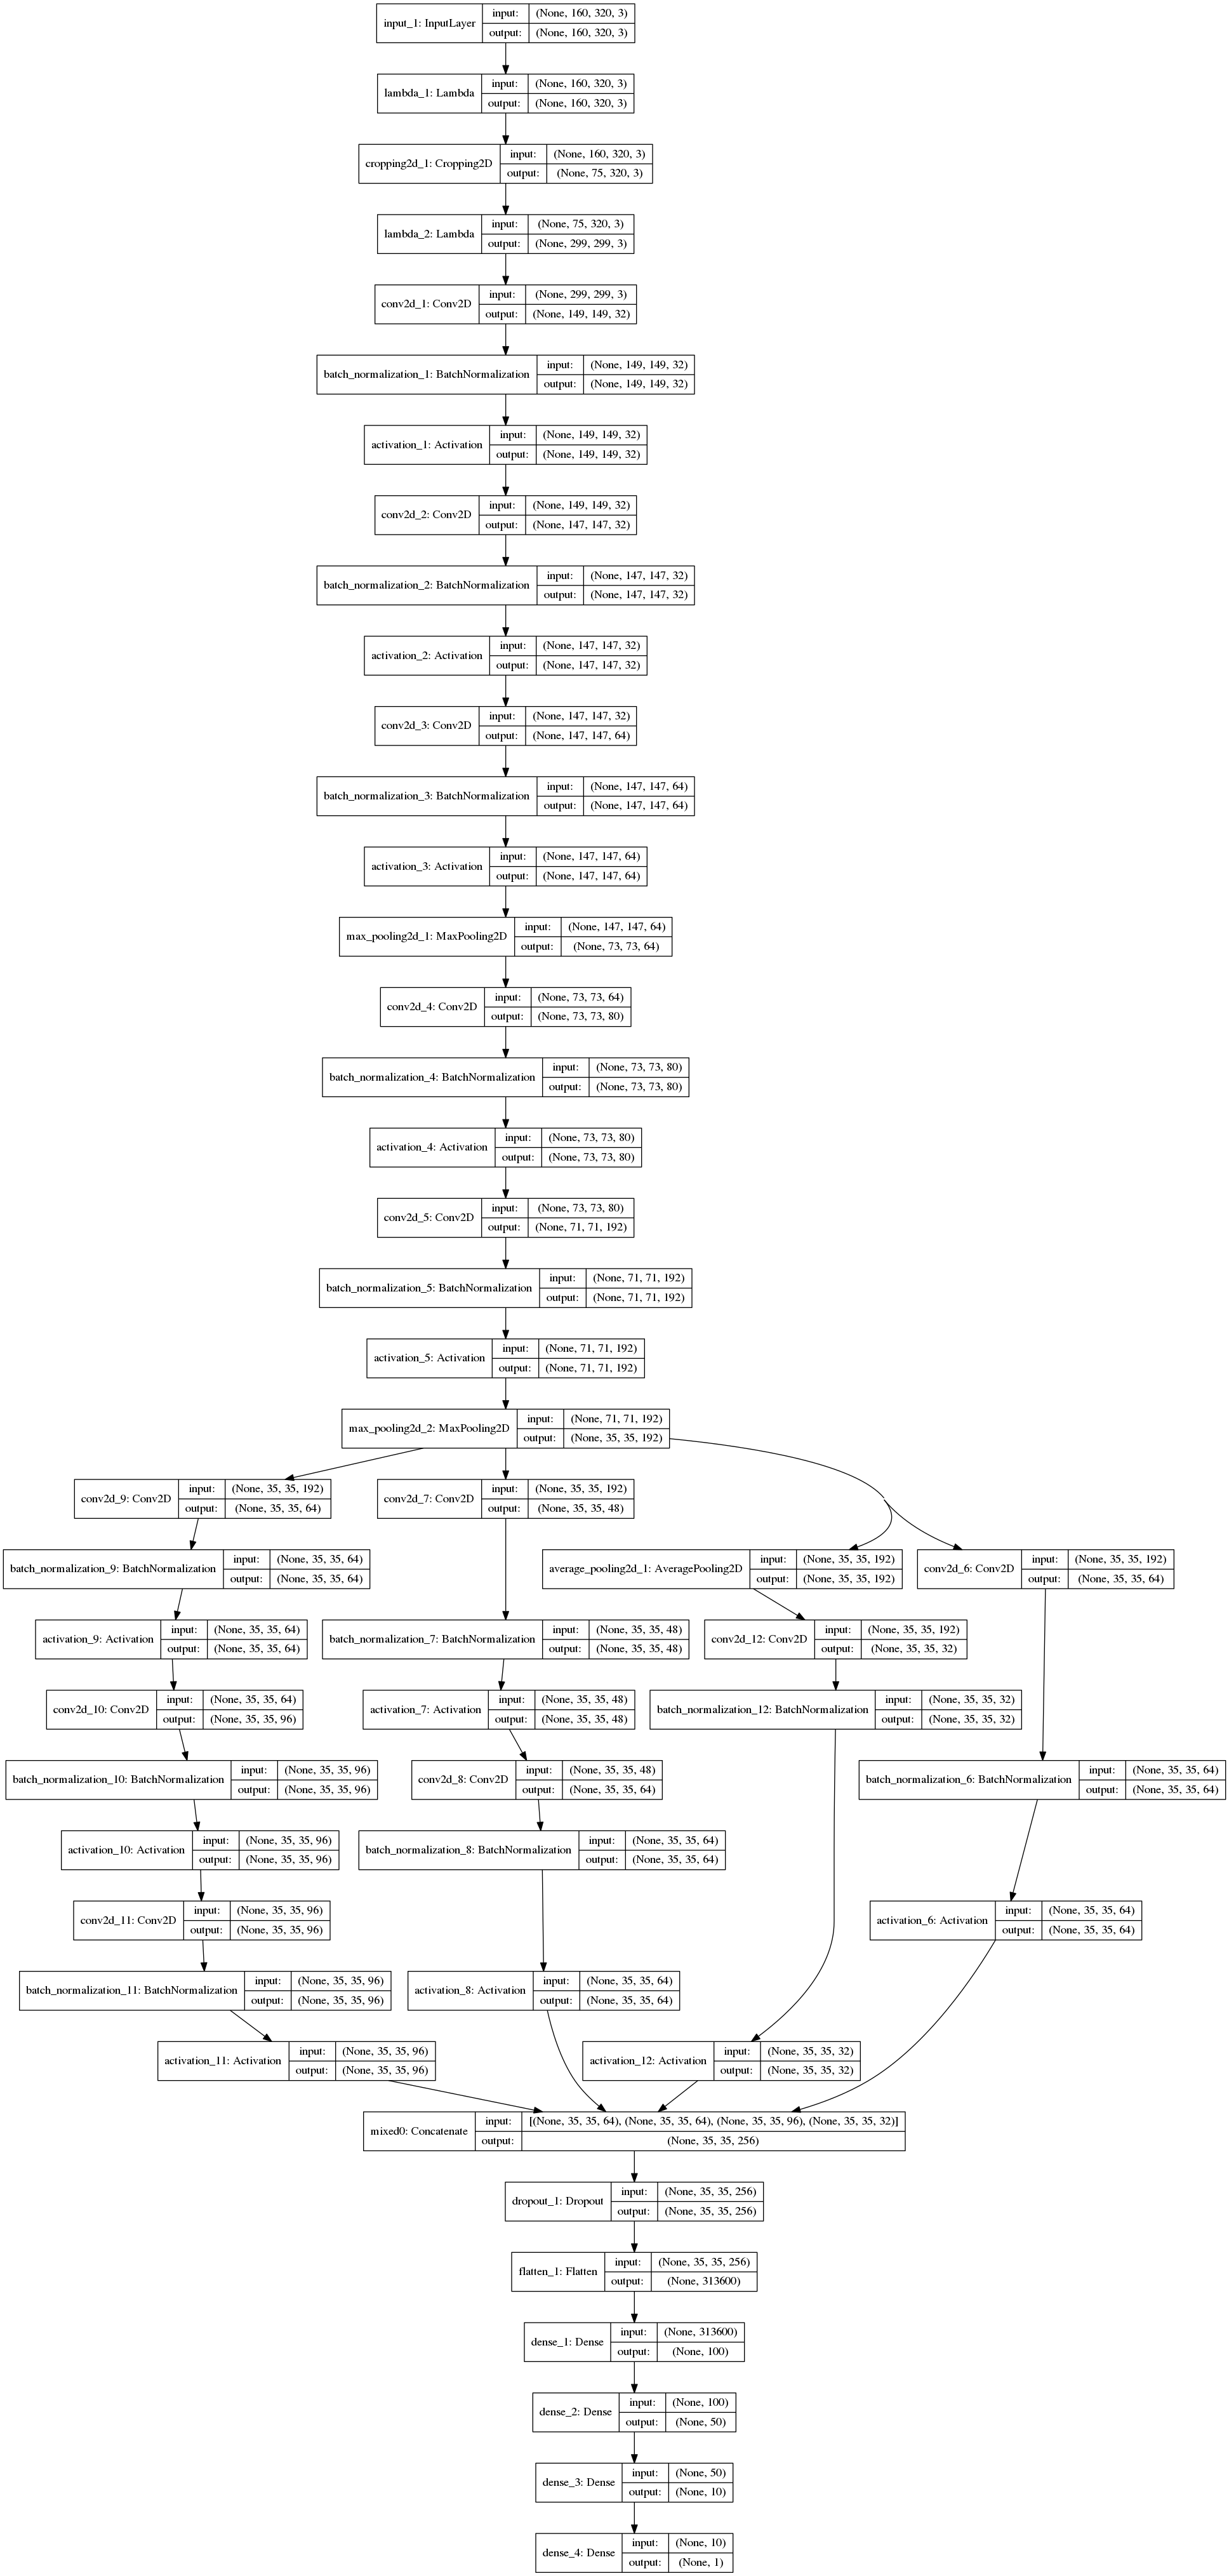 input_1: InputLayer
input: (None, 160, 320, 3)
output: (None, 160, 320, 3)
lambda_1: Lambda
input: (None, 160, 320, 3)
output: (None, 160, 320, 3)
cropping2d_1: Cropping2D
input: (None, 160, 320, 3)
output: (None, 75, 320, 3)
lambda_2: Lambda
input: (None, 75, 320, 3)
output: (None, 299, 299, 3)
conv2d_1: Conv2D
input: (None, 299, 299, 3)
output: (None, 149, 149, 32)
batch_normalization_1: BatchNormalization
input: (None, 149, 149, 32)
output: (None, 149, 149, 32)
activation_1: Activation
input: (None, 149, 149, 32)
output: (None, 149, 149, 32)
conv2d_2: Conv2D
input: (None, 149, 149, 32)
output: (None, 147, 147, 32)
batch_normalization_2: BatchNormalization
input: (None, 147, 147, 32)
output: (None, 147, 147, 32)
activation_2: Activation
input: (None, 147, 147, 32)
output: (None, 147, 147, 32)
conv2d_3: Conv2D
input: (None, 147, 147, 32)
output: (None, 147, 147, 64)
batch_normalization_3: BatchNormalization
input: (None, 147, 147, 64)
output: (None, 147, 147, 64)
activation_3: Activation
input: (None, 147, 147, 64)
output: (None, 147, 147, 64)
max_pooling2d_1: MaxPooling2D
input: (None, 147, 147, 64)
output: (None, 73, 73, 64)
conv2d_4: Conv2D
input: (None, 73, 73, 64)
output: (None, 73, 73, 80)
batch_normalization_4: BatchNormalization
input: (None, 73, 73, 80)
output: (None, 73, 73, 80)
activation_4: Activation
input: (None, 73, 73, 80)
output: (None, 73, 73, 80)
conv2d_5: Conv2D
input: (None, 73, 73, 80)
output: (None, 71, 71, 192)
batch_normalization_5: BatchNormalization
input: (None, 71, 71, 192)
output: (None, 71, 71, 192)
activation_5: Activation
input: (None, 71, 71, 192)
output: (None, 71, 71, 192)
max_pooling2d_2: MaxPooling2D
input: (None, 71, 71, 192)
output: (None, 35, 35, 192)
conv2d_9: Conv2D
input: (None, 35, 35, 192)
output: (None, 35, 35, 64)
conv2d_7: Conv2D
input: (None, 35, 35, 192)
output: (None, 35, 35, 48)
batch_normalization_9: BatchNormalization
input: (None, 35, 35, 64)
output: (None, 35, 35, 64)
average_pooling2d_1: AveragePooling2D
input: (None, 35, 35, 192)
output: (None, 35, 35, 192)
conv2d_6: Conv2D
input: (None, 35, 35, 192)
output: (None, 35, 35, 64)
activation_9: Activation
input: (None, 35, 35, 64)
output: (None, 35, 35, 64)
batch_normalization_7: BatchNormalization
input: (None, 35, 35, 48)
output: (None, 35, 35, 48)
conv2d_12: Conv2D
input: (None, 35, 35, 192)
output: (None, 35, 35, 32)
conv2d_10: Conv2D
input: (None, 35, 35, 64)
output: (None, 35, 35, 96)
activation_7: Activation
input: (None, 35, 35, 48)
output: (None, 35, 35, 48)
batch_normalization_12: BatchNormalization
input: (None, 35, 35, 32)
output: (None, 35, 35, 32)
batch_normalization_10: BatchNormalization
input: (None, 35, 35, 96)
output: (None, 35, 35, 96)
conv2d_8: Conv2D
input: (None, 35, 35, 48)
output: (None, 35, 35, 64)
batch_normalization_6: BatchNormalization
input: (None, 35, 35, 64)
output: (None, 35, 35, 64)
activation_10: Activation
input: (None, 35, 35, 96)
output: (None, 35, 35, 96)
batch_normalization_8: BatchNormalization
input: (None, 35, 35, 64)
output: (None, 35, 35, 64)
conv2d_11: Conv2D
input: (None, 35, 35, 96)
output: (None, 35, 35, 96)
activation_6: Activation
input: (None, 35, 35, 64)
output: (None, 35, 35, 64)
batch_normalization_11: BatchNormalization
input: (None, 35, 35, 96)
output: (None, 35, 35, 96)
activation_8: Activation
input: (None, 35, 35, 64)
output: (None, 35, 35, 64)
activation_11: Activation
input: (None, 35, 35, 96)
output: (None, 35, 35, 96)
activation_12: Activation
input: (None, 35, 35, 32)
output: (None, 35, 35, 32)
mixed0: Concatenate
input: [(None, 35, 35, 64), (None, 35, 35, 64), (None, 35, 35, 96), (None, 35, 35, 32)]
output: (None, 35, 35, 256)
dropout_1: Dropout
input: (None, 35, 35, 256)
output: (None, 35, 35, 256)
flatten_1: Flatten
input: (None, 35, 35, 256)
output: (None, 313600)
dense_1: Dense
input: (None, 313600)
output: (None, 100)
dense_2: Dense
input: (None, 100)
output: (None, 50)
dense_3: Dense
input: (None, 50)
output: (None, 10)
dense_4: Dense
input: (None, 10)
output: (None, 1)